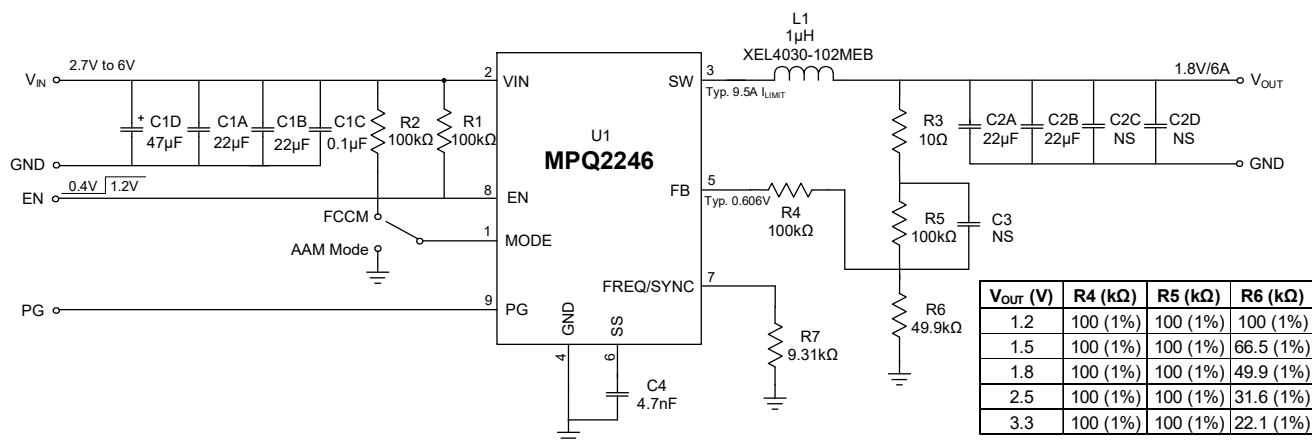 L1
1µH
XEL4030-102MEB
VIN
2.7V to 6V
2
VIN
SW
3
Typ. 9.5A ILIMIT
1.8V/6A
VOUT
+ C1D
47µF
C1A
22µF
C1B
22µF
C1C
0.1µF
R2
100kΩ
R1
100kΩ
U1
MPQ2246
R3
10Ω
C2A
22µF
C2B
22µF
C2C
NS
C2D
NS
GND
GND
EN
0.4V
1.2V
8
EN
FB
5
Typ. 0.606V
R4
100kΩ
R5
100kΩ
C3
NS
FCCM
AAM Mode
1
MODE
FREQ/SYNC
7
PG
9
PG
GND
4
SS
6
C4
4.7nF
R7
9.31kΩ
R6
49.9kΩ
VOUT (V) R4 (kΩ) R5 (kΩ) R6 (kΩ)
1.2 100 (1%) 100 (1%) 100 (1%)
1.5 100 (1%) 100 (1%) 66.5 (1%)
1.8 100 (1%) 100 (1%) 49.9 (1%)
2.5 100 (1%) 100 (1%) 31.6 (1%)
3.3 100 (1%) 100 (1%) 22.1 (1%)